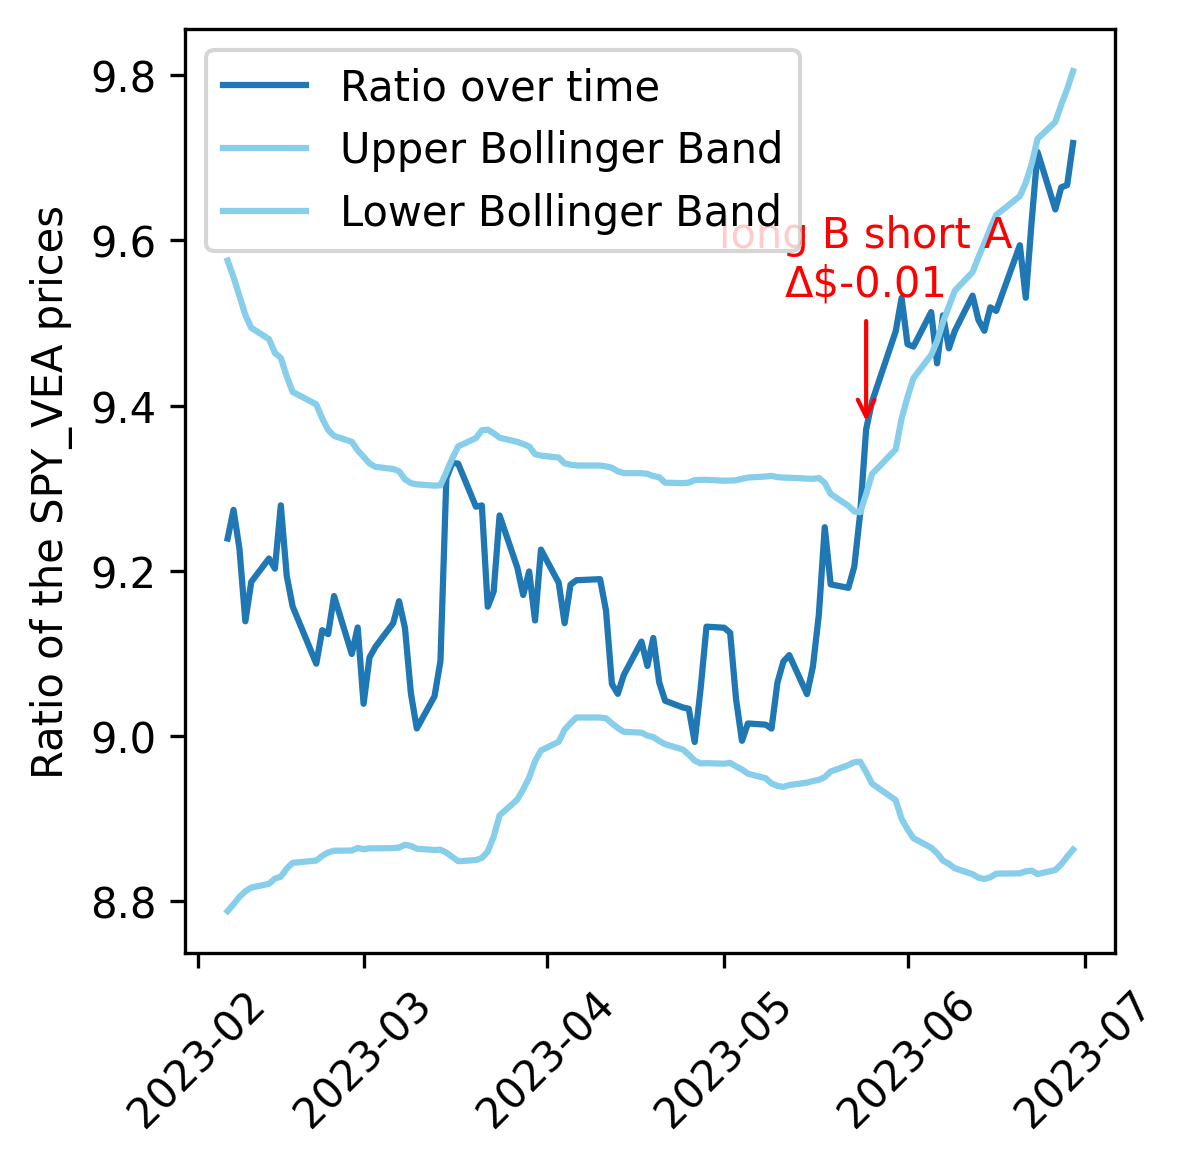 Ratio over time
Upper Bollinger Band
Lower Bollinger Band
long B short A
Δ$-0.01
Ratio of the SPY_VEA prices
9.8
9.6
9.4
9.2
9.0
8.8
2023-02
2023-03
2023-04
2023-05
2023-06
2023-07